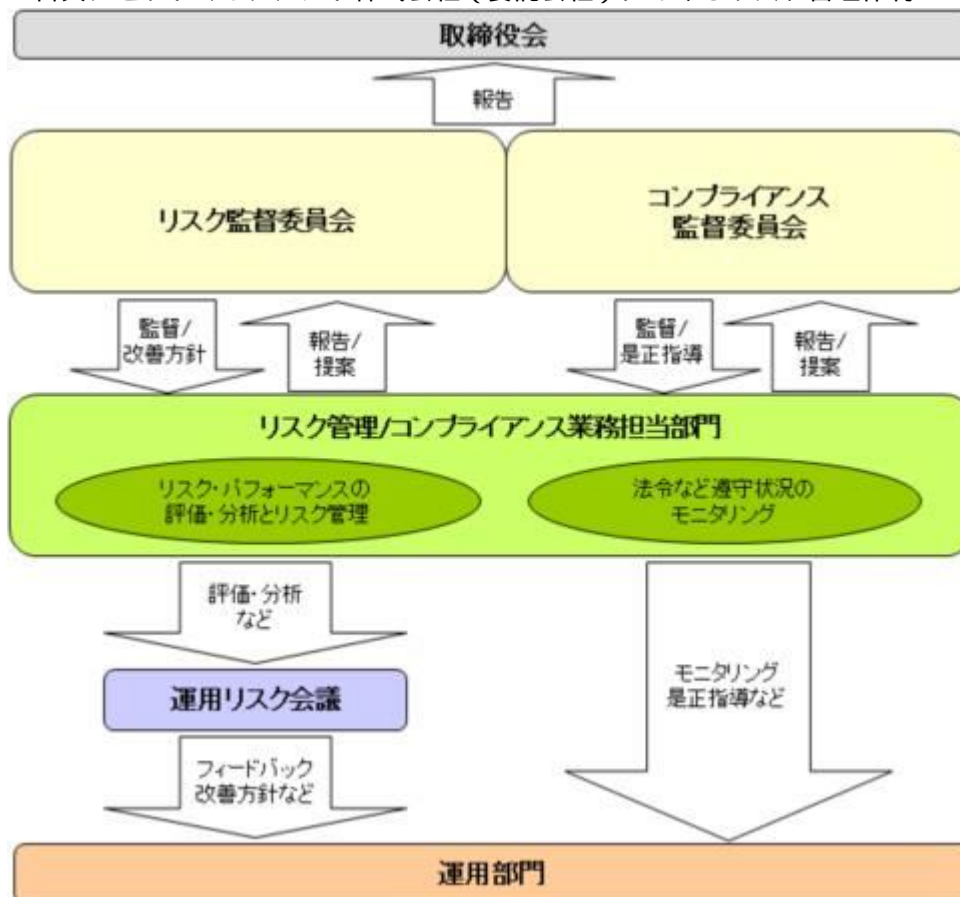 取締役会
報告
リスク監督委員会
コンプライアンス
監督委員会
監督/
改善方針
報告/
提案
監督/
是正指導
報告/
提案
リスク管理/コンプライアンス業務担当部門
リスク・パフォーマンスの
評価・分析とリスク管理
法令など遵守状況の
モニタリング
評価・分析
など
運用リスク会議
モニタリング
是正指導など
フィードバック
改善方針など
運用部門